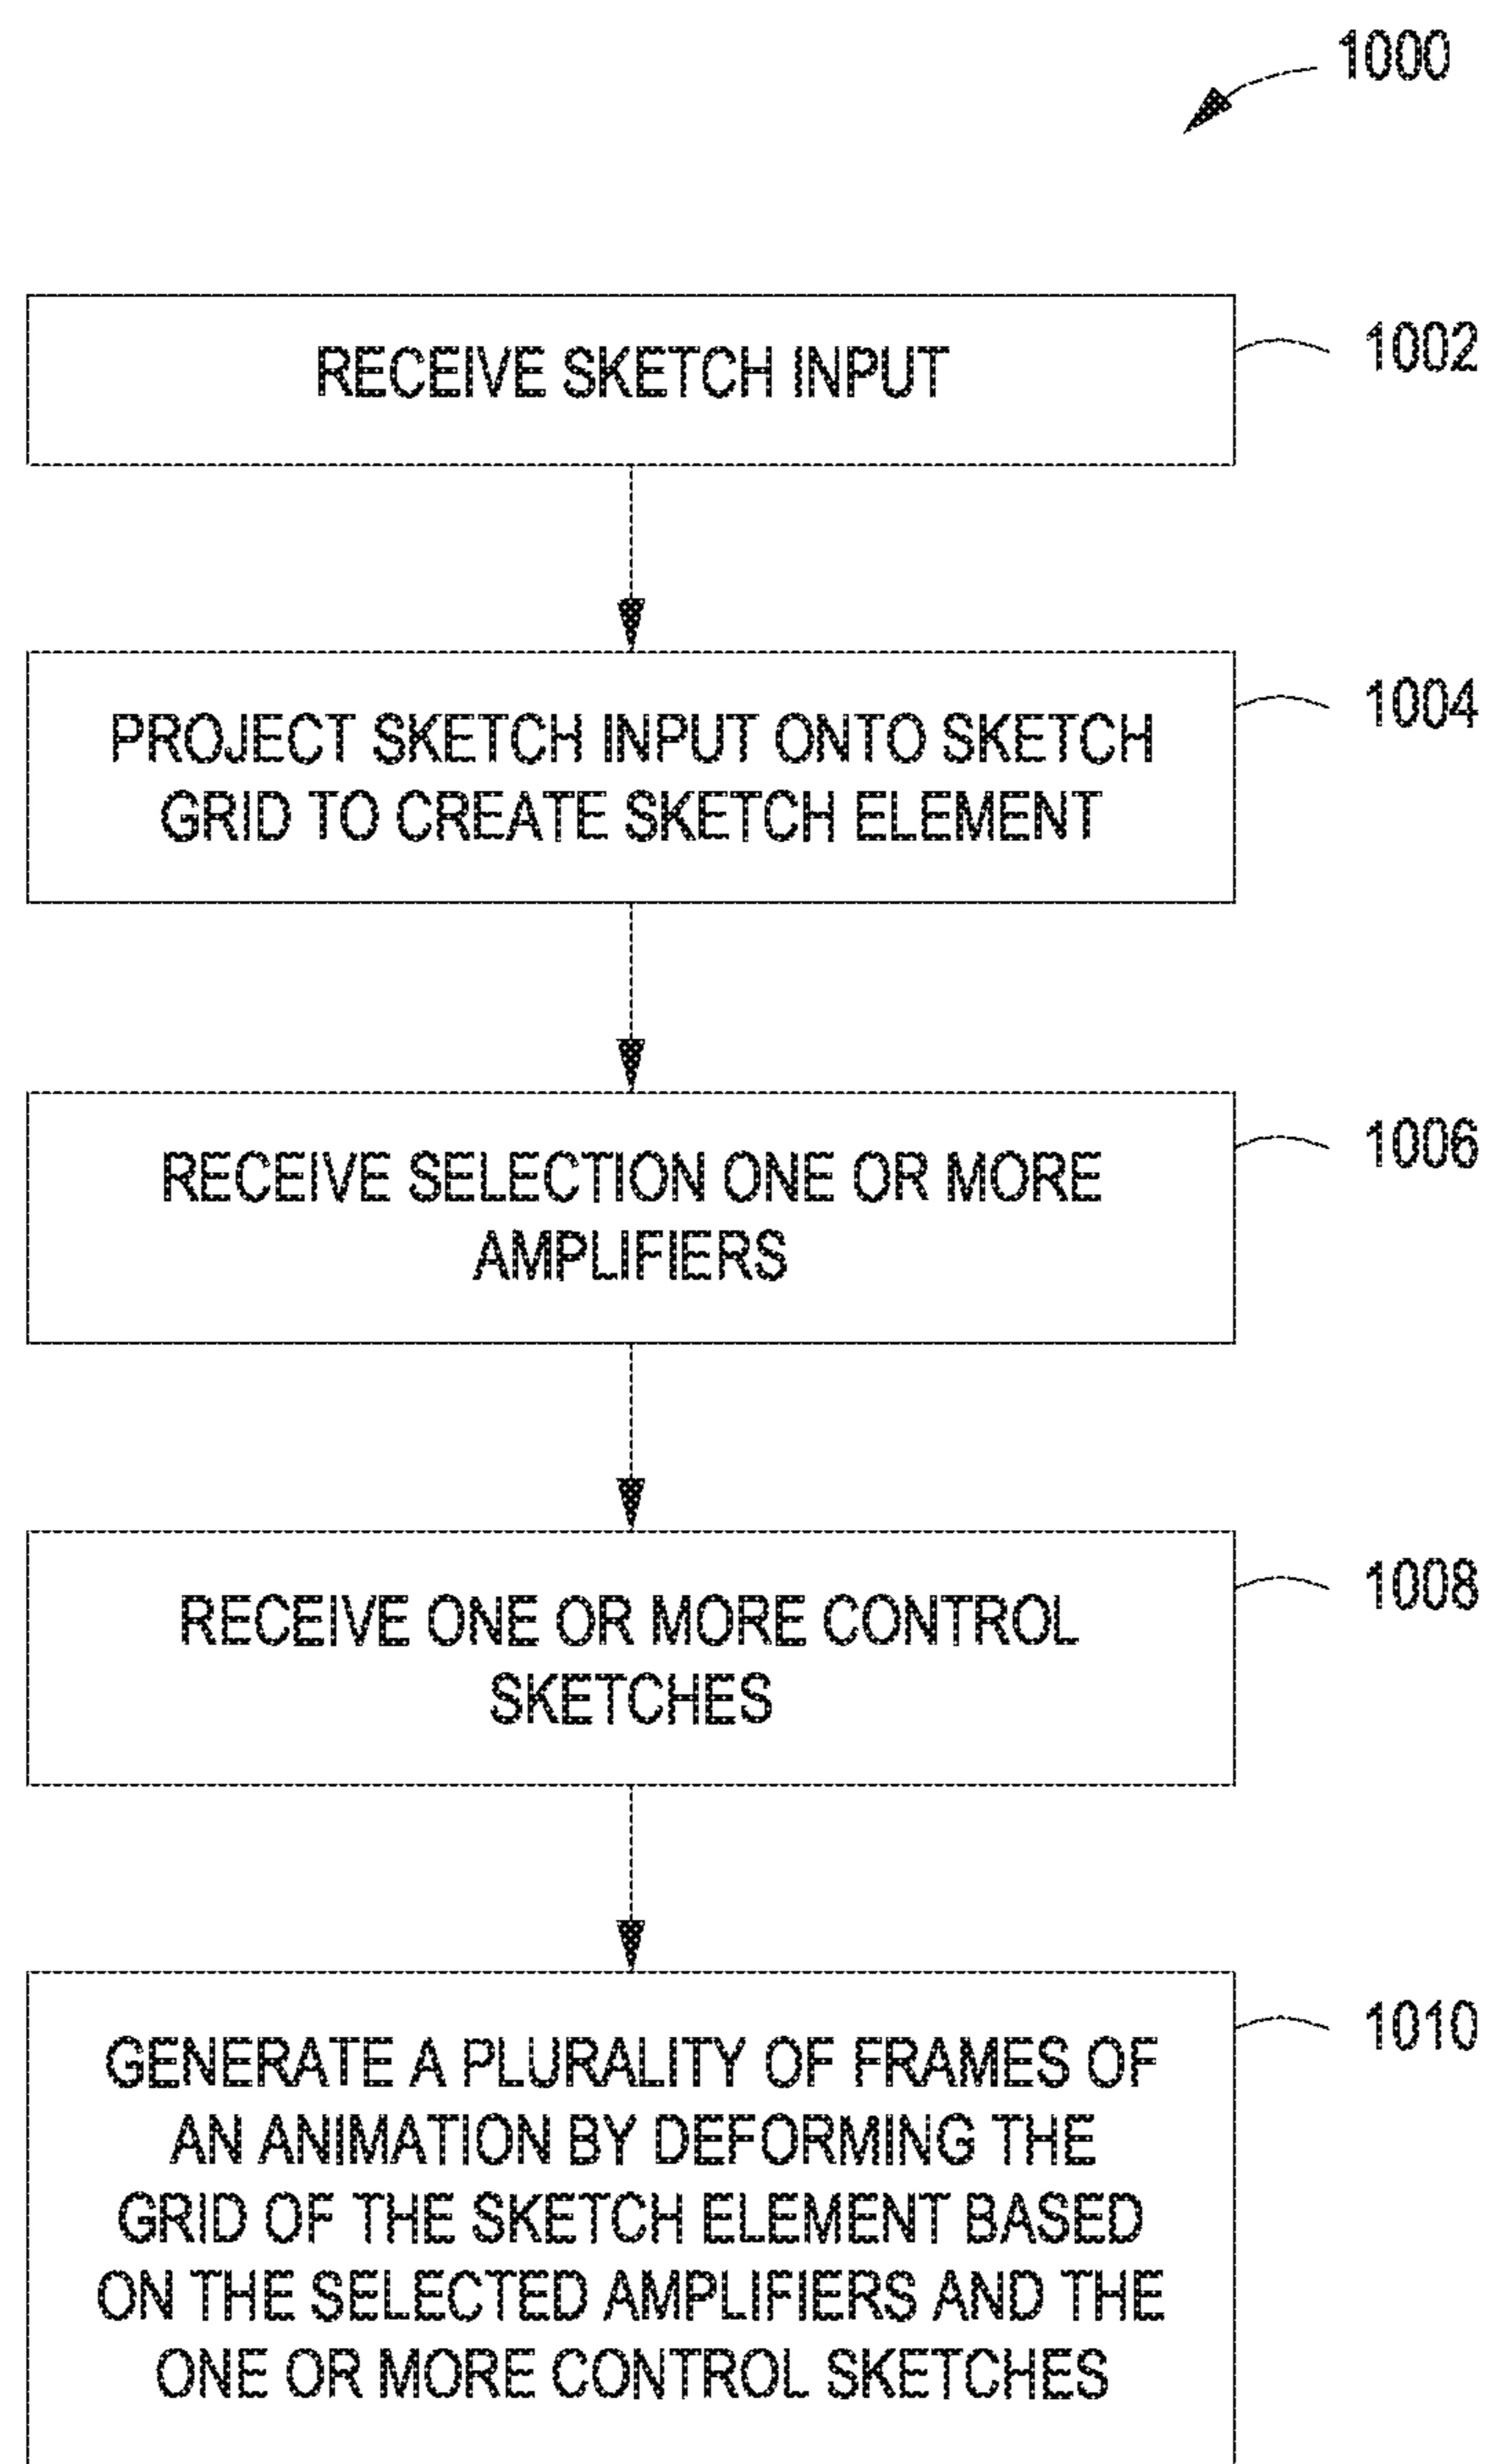 1000
RECEIVE SKETCH INPUT
1002
PROJECT SKETCH INPUT ONTO SKETCH
GRID TO CREATE SKETCH ELEMENT
1004
RECEIVE SELECTION ONE OR MORE
AMPLIFIERS
1006
RECEIVE ONE OR MORE CONTROL
SKETCHES
1008
GENERATE A PLURALITY OF FRAMES OF
AN ANIMATION BY DEFORMING THE
GRID OF THE SKETCH ELEMENT BASED
ON THE SELECTED AMPLIFIERS AND THE
ONE OR MORE CONTROL SKETCHES
1010